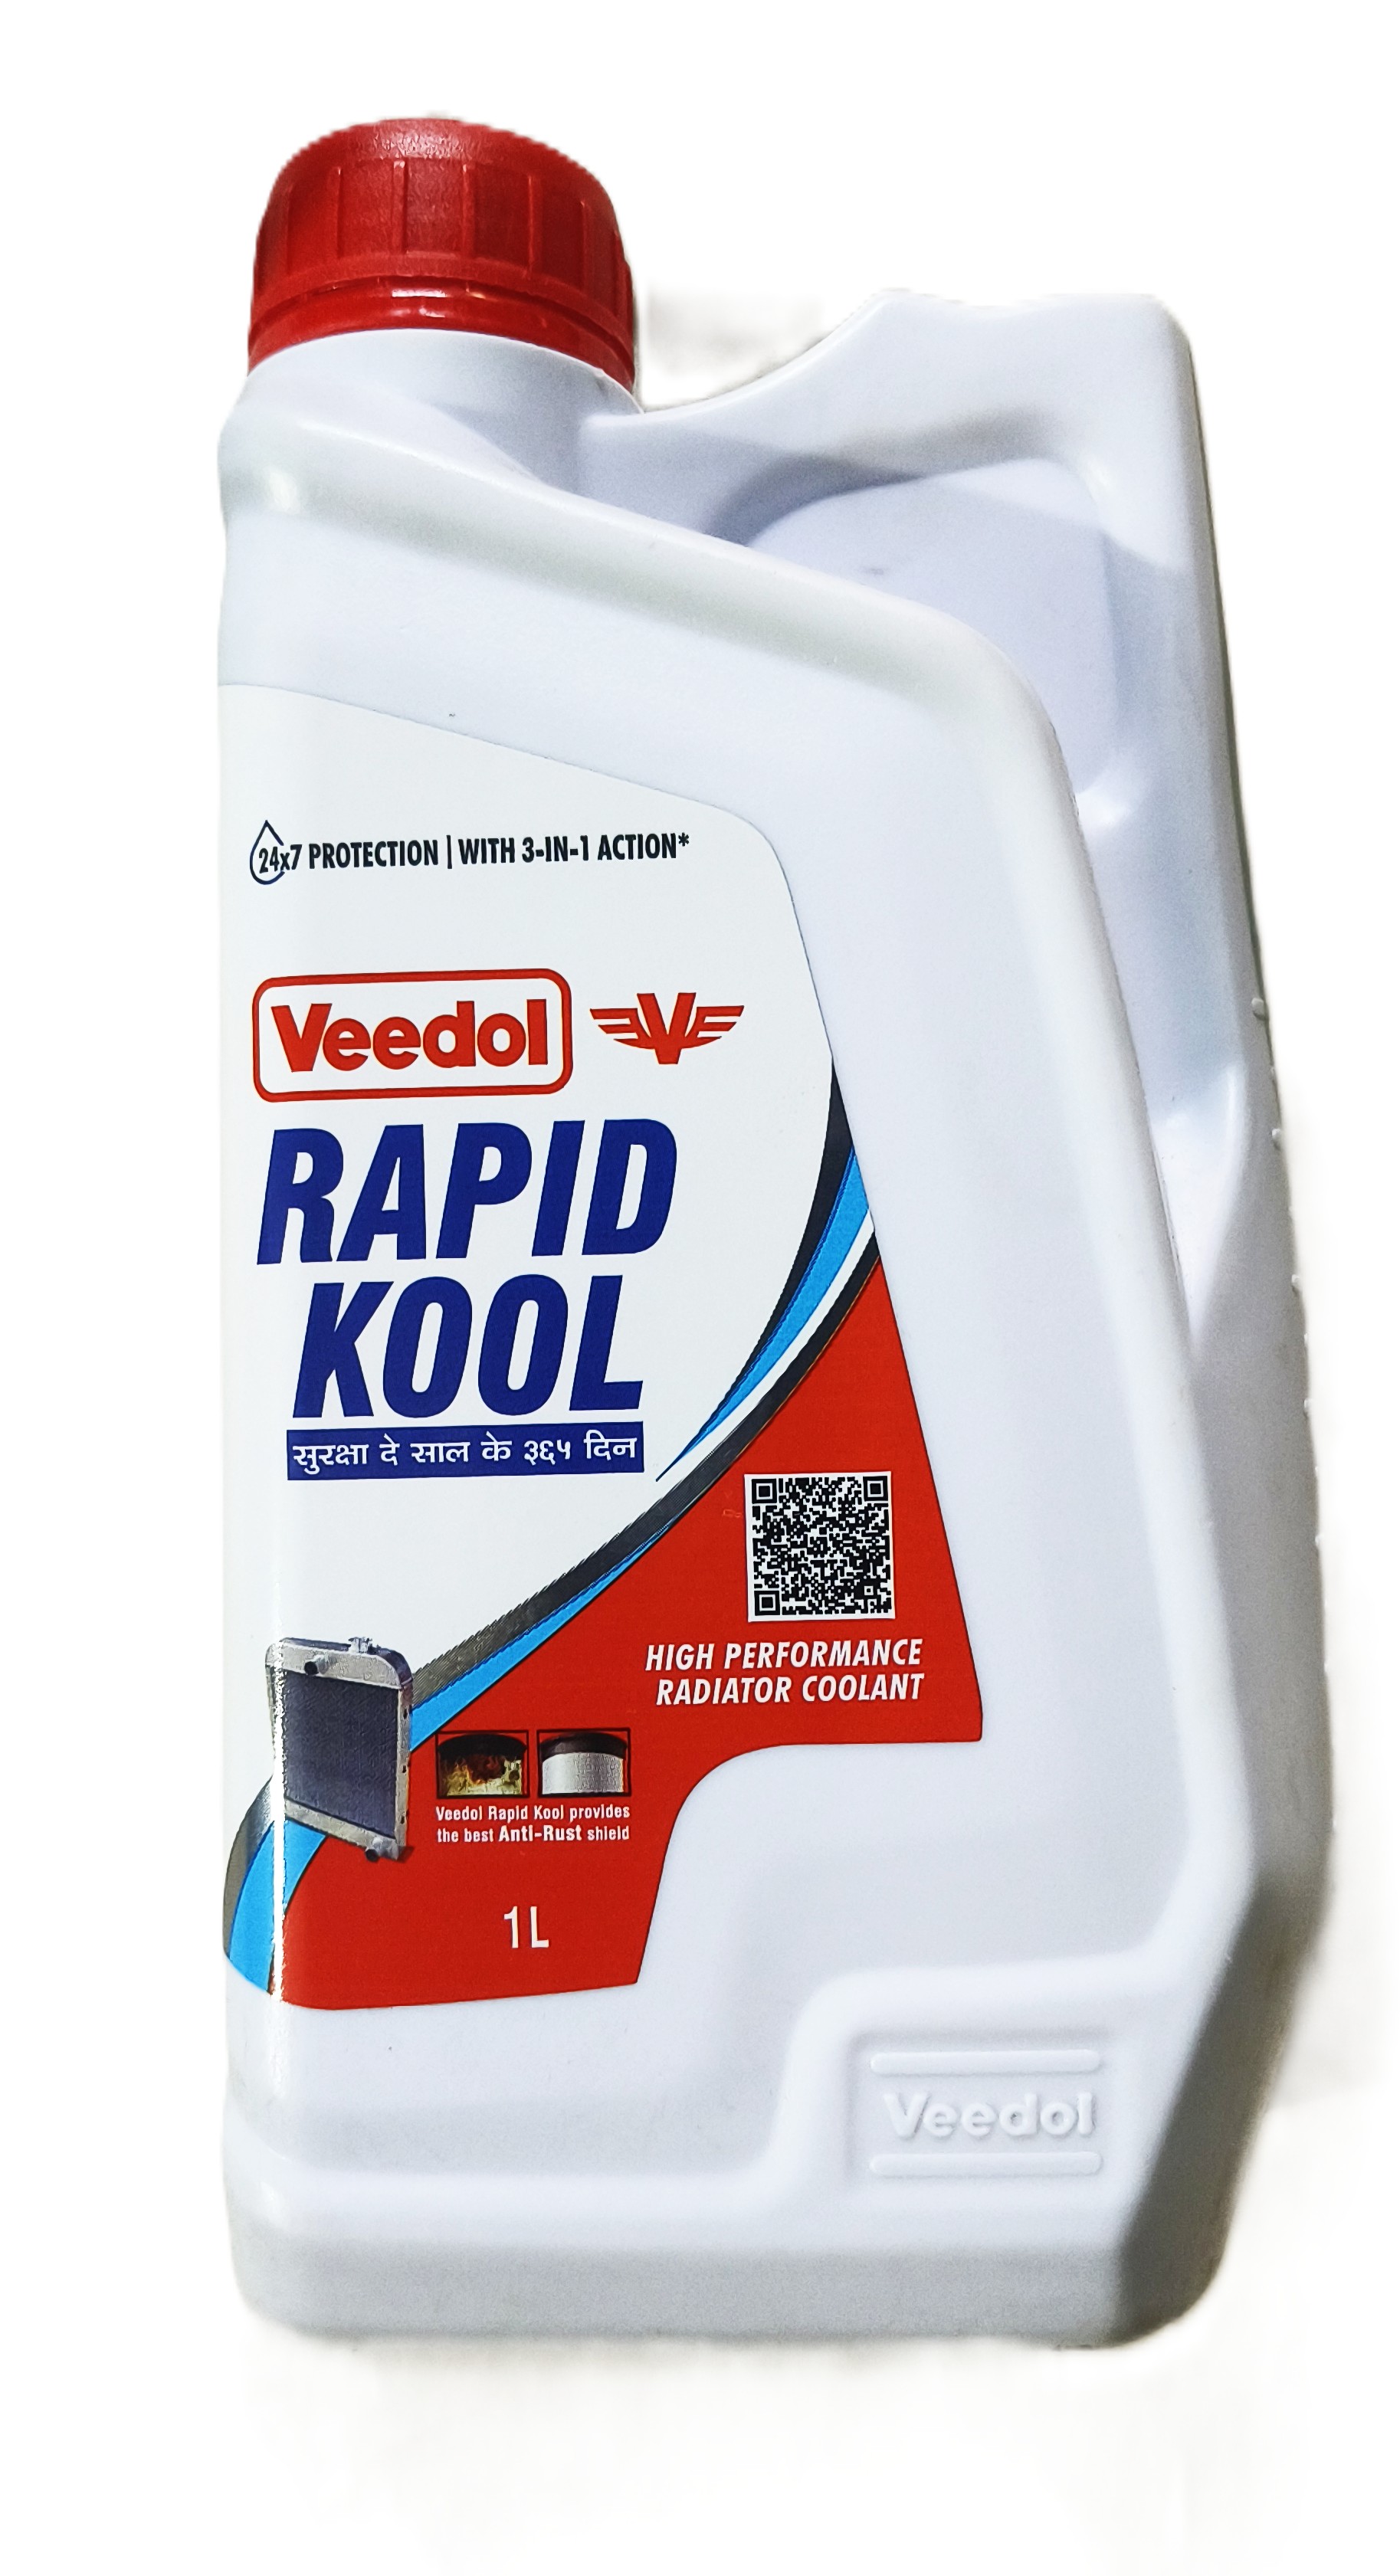 24x7 PROTECTION | WITH 3-IN-1 ACTION*
Veedol V
RAPID
KOOL
सुरक्षा दे साल के ३६५ दिन
HIGH PERFORMANCE
RADIATOR COOLANT
Veedol Rapid Kool provides
the best Anti-Rust shield
1L
Veedol